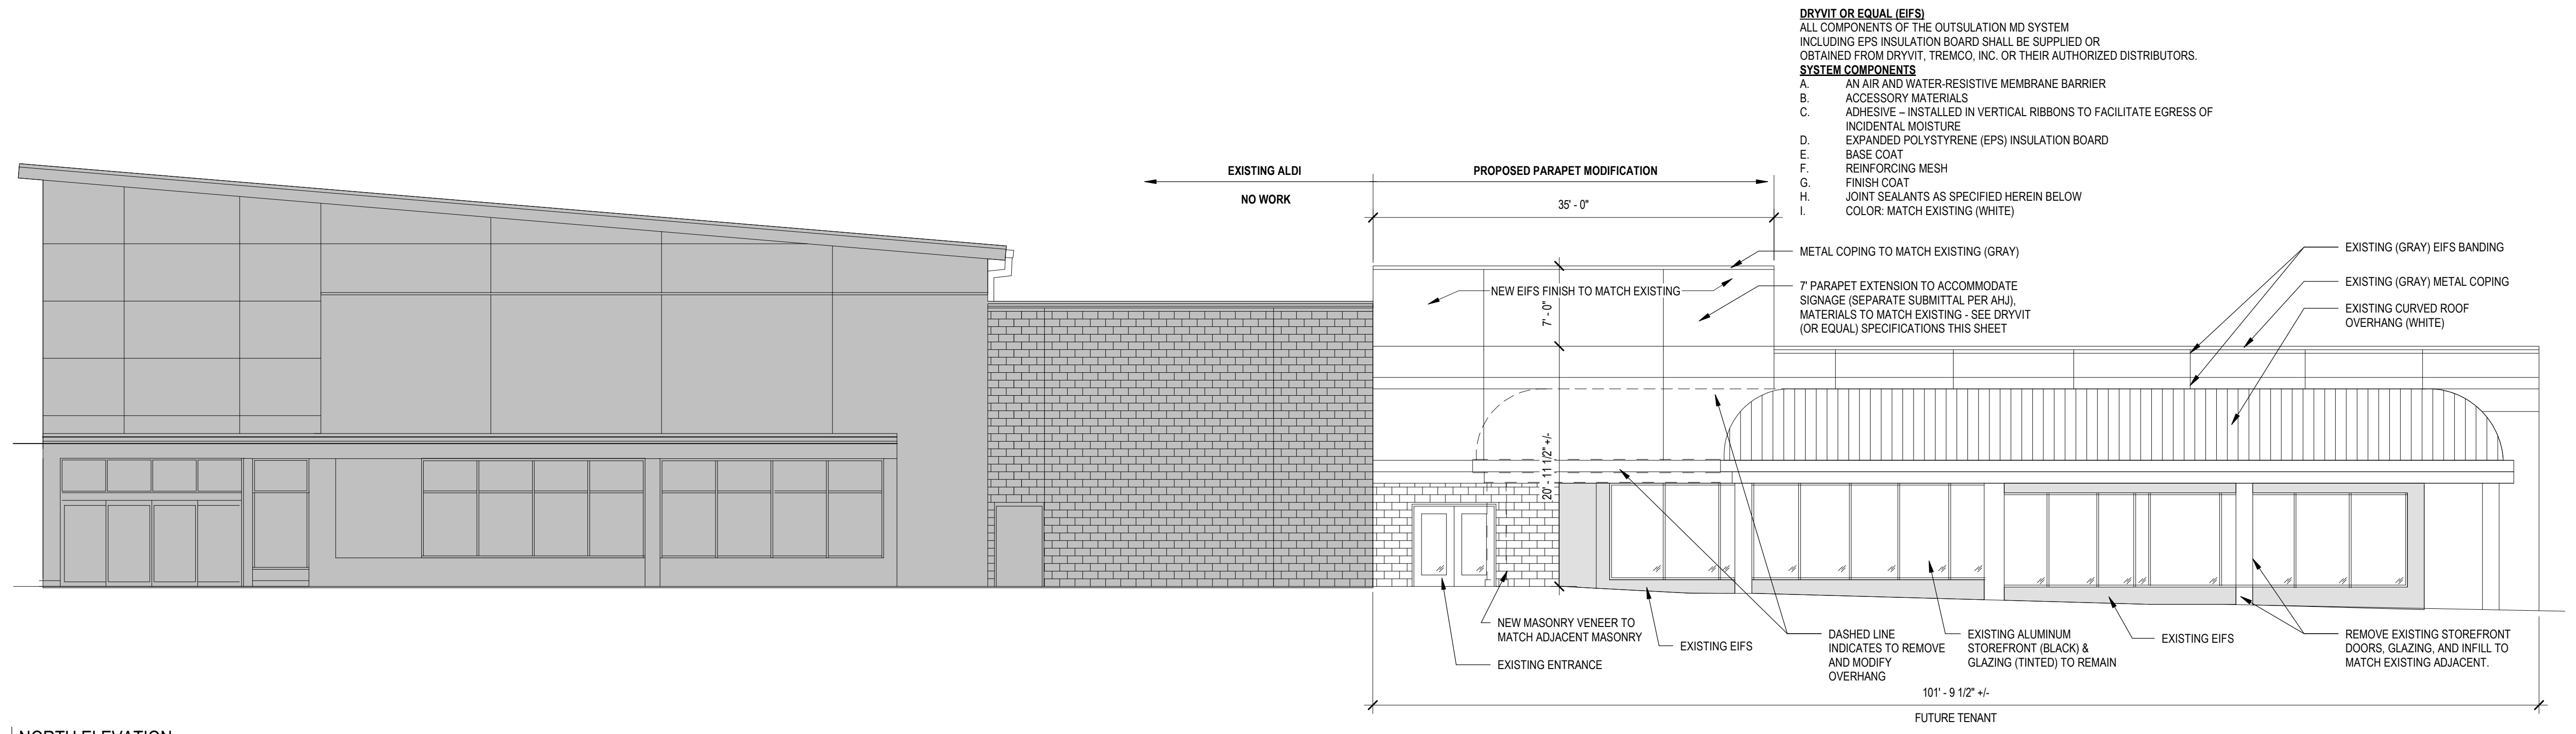 DRYVIT OR EQUAL (EIFS)
ALL COMPONENTS OF THE OUTSULATION MD SYSTEM
INCLUDING EPS INSULATION BOARD SHALL BE SUPPLIED OR
OBTAINED FROM DRYVIT, TREMCO, INC. OR THEIR AUTHORIZED DISTRIBUTORS.
SYSTEM COMPONENTS
A. AN AIR AND WATER-RESISTIVE MEMBRANE BARRIER
B. ACCESSORY MATERIALS
C. ADHESIVE – INSTALLED IN VERTICAL RIBBONS TO FACILITATE EGRESS OF
INCIDENTAL MOISTURE
D. EXPANDED POLYSTYRENE (EPS) INSULATION BOARD
E. BASE COAT
F. REINFORCING MESH
G. FINISH COAT
H. JOINT SEALANTS AS SPECIFIED HEREIN BELOW
I. COLOR: MATCH EXISTING (WHITE)
EXISTING ALDI
NO WORK
PROPOSED PARAPET MODIFICATION
35' - 0"
METAL COPING TO MATCH EXISTING (GRAY)
NEW EIFS FINISH TO MATCH EXISTING
7' PARAPET EXTENSION TO ACCOMMODATE
SIGNAGE (SEPARATE SUBMITTAL PER AHJ),
MATERIALS TO MATCH EXISTING - SEE DRYVIT
(OR EQUAL) SPECIFICATIONS THIS SHEET
7' - 0"
20' - 11 1/2" +/-
EXISTING (GRAY) EIFS BANDING
EXISTING (GRAY) METAL COPING
EXISTING CURVED ROOF
OVERHANG (WHITE)
NEW MASONRY VENEER TO
MATCH ADJACENT MASONRY
EXISTING ENTRANCE
EXISTING EIFS
DASHED LINE
INDICATES TO REMOVE
AND MODIFY
OVERHANG
EXISTING ALUMINUM
STOREFRONT (BLACK) &
GLAZING (TINTED) TO REMAIN
EXISTING EIFS
REMOVE EXISTING STOREFRONT
DOORS, GLAZING, AND INFILL TO
MATCH EXISTING ADJACENT.
101' - 9 1/2" +/-
FUTURE TENANT
NORTH ELEVATION